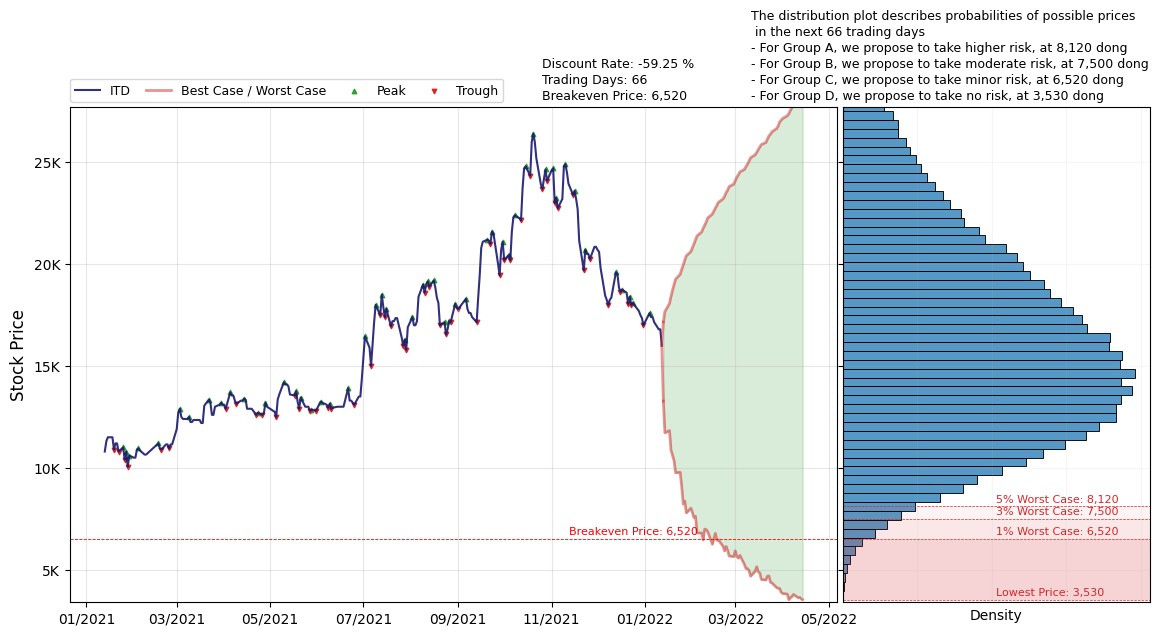 The distribution plot describes probabilities of possible prices
in the next 66 trading days
- For Group A, we propose to take higher risk, at 8,120 dong
- For Group B, we propose to take moderate risk, at 7,500 dong
- For Group C, we propose to take minor risk, at 6,520 dong
- For Group D, we propose to take no risk, at 3,530 dong
Discount Rate: -59.25 %
Trading Days: 66
Breakeven Price: 6,520
ITD
Best Case / Worst Case
Peak
Trough
Stock Price
25K
20K
15K
10K
5K
Breakeven Price: 6,520
5% Worst Case: 8,120
3% Worst Case: 7,500
1% Worst Case: 6,520
Lowest Price: 3,530
01/2021
03/2021
05/2021
07/2021
09/2021
11/2021
01/2022
03/2022
05/2022
Density